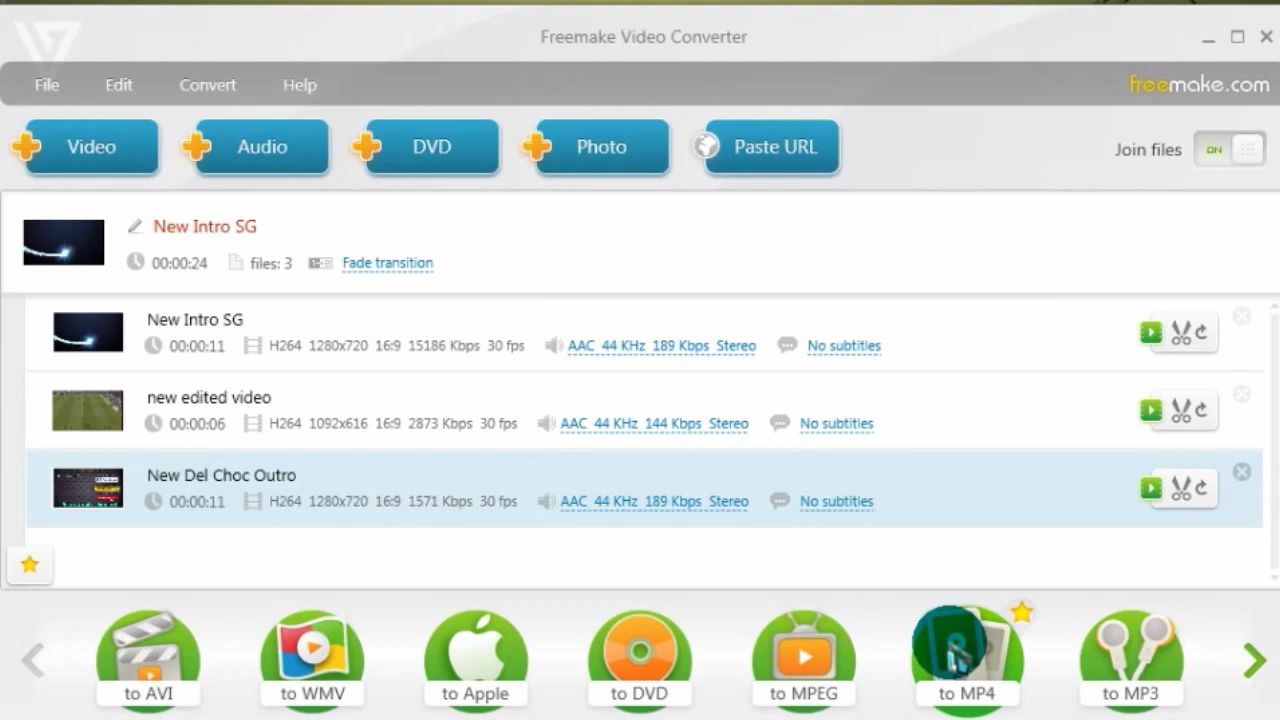 Freemake Video Converter
File Edit Convert Help freemake.com
Video Audio DVD Photo Paste URL Join files ON
New Intro SG
00:00:24 files: 3 Fade transition
New Intro SG
00:00:11 H264 1280x720 16:9 15186 Kbps 30 fps AAC 44 KHz 189 Kbps Stereo No subtitles
new edited video
00:00:06 H264 1092x616 16:9 2873 Kbps 30 fps AAC 44 KHz 144 Kbps Stereo No subtitles
New Del Choc Outro
00:00:11 H264 1280x720 16:9 1571 Kbps 30 fps AAC 44 KHz 189 Kbps Stereo No subtitles
to AVI to WMV to Apple to DVD to MPEG to MP4 to MP3